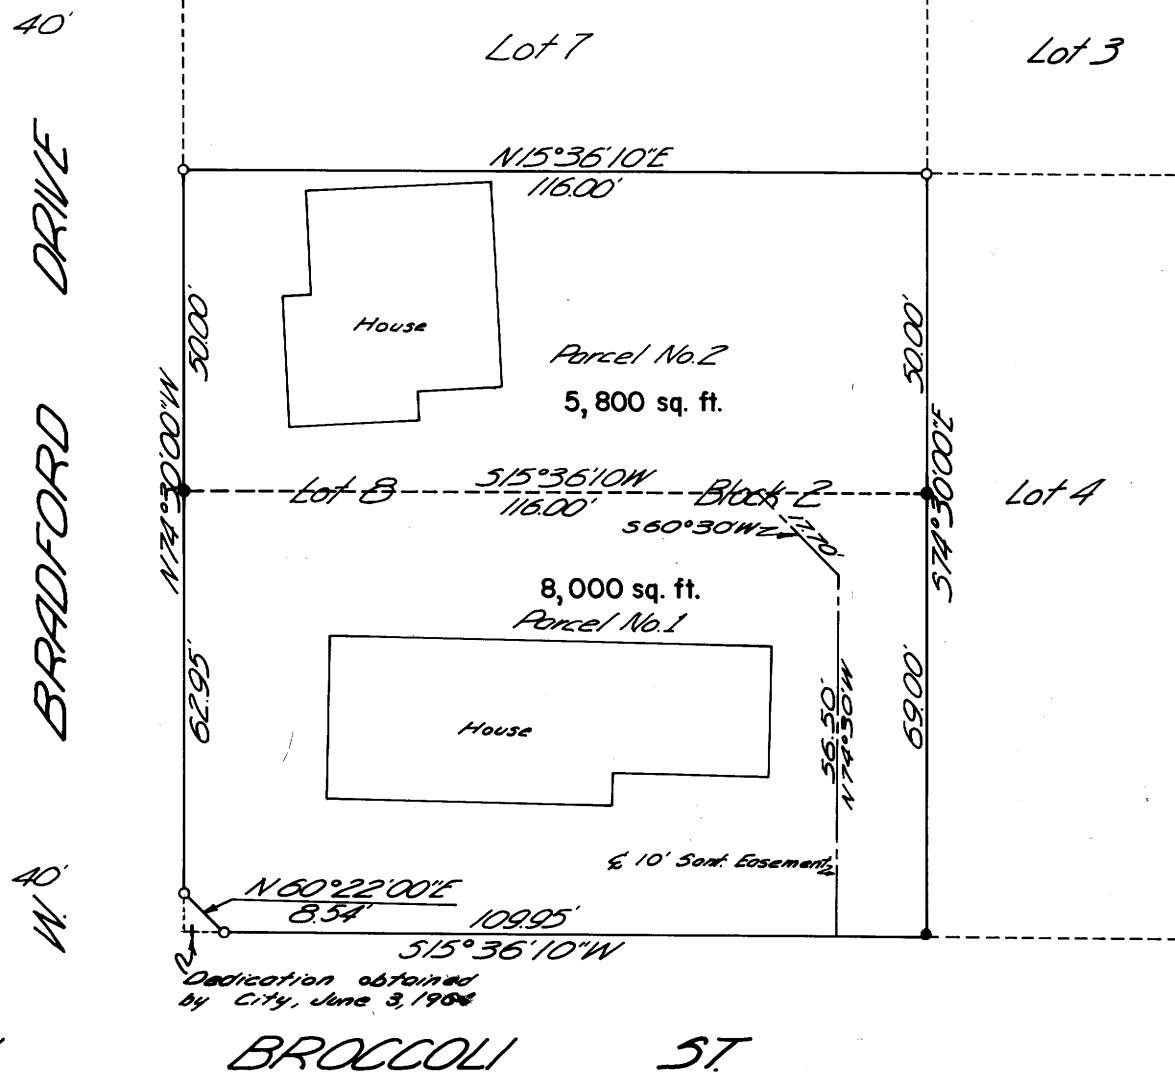 40'
Lot 7
Lot 3
N15°36'10"E
116.00'
DRIVE
50.00'
50.00'
House
Parcel No.2
5,800 sq. ft.
N74°30'00"W
S74°30'00"E
Lot 8
S15°36'10W
116.00'
Block 2
Lot 4
S60°30'W
17.70'
BRADFORD
8,000 sq. ft.
Parcel No.1
62.95'
House
56.50'
N74°30'W
69.00'
℄ 10' Sant. Easement
40'
W.
N60°22'00"E
8.54'
109.95'
S15°36'10"W
Dedication obtained
by City, June 3,
BROCCOLI ST.